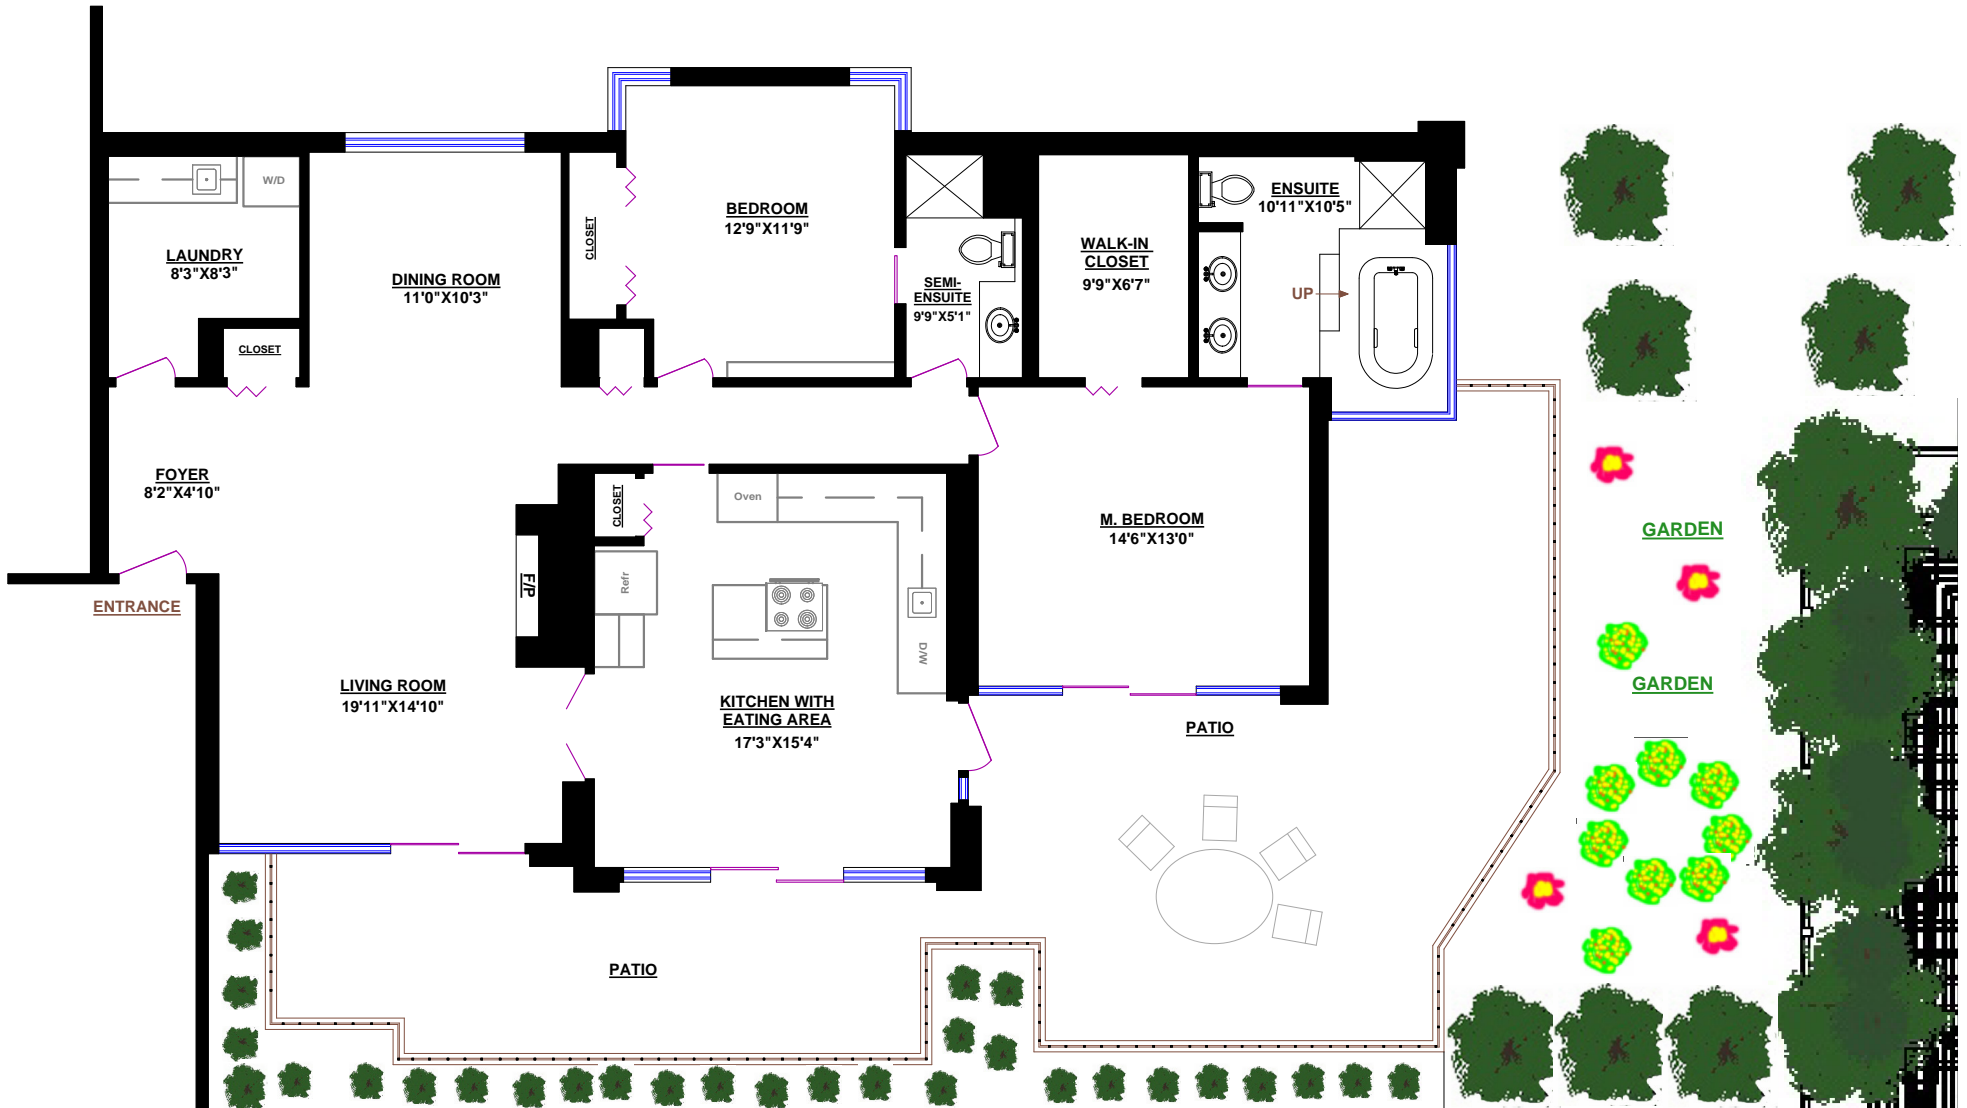 W/D
LAUNDRY
8'3"X8'3"
CLOSET
DINING ROOM
11'0"X10'3"
CLOSET
BEDROOM
12'9"X11'9"
SEMI-
ENSUITE
9'9"X5'1"
WALK-IN
CLOSET
9'9"X6'7"
ENSUITE
10'11"X10'5"
UP
FOYER
8'2"X4'10"
ENTRANCE
F/P
CLOSET
Oven
Refr
D/W
M. BEDROOM
14'6"X13'0"
LIVING ROOM
19'11"X14'10"
KITCHEN WITH
EATING AREA
17'3"X15'4"
PATIO
PATIO
GARDEN
GARDEN